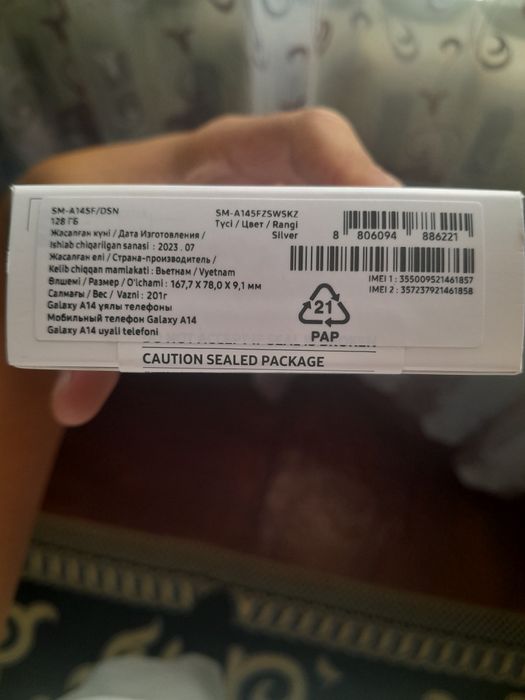 SM-A145F/DSN
128 ГБ
Жасалған күні / Дата Изготовления /
Ishlab chiqarilgan sanasi : 2023 . 07
Жасалған елі / Страна-производитель /
Kelib chiqqan mamlakati : Вьетнам / Vyetnam
Өлшемі / Размер / O'lchami : 167,7 X 78,0 X 9,1 мм
Салмағы / Вес / Vazni : 201г
Galaxy A14 ұялы телефоны
Мобильный телефон Galaxy A14
Galaxy A14 uyali telefoni
SM-A145FZSWSKZ
Түсі / Цвет / Rangi
Silver
8 806094 886221
IMEI 1 : 355009521461857
IMEI 2 : 357237921461858
21
PAP
CAUTION SEALED PACKAGE